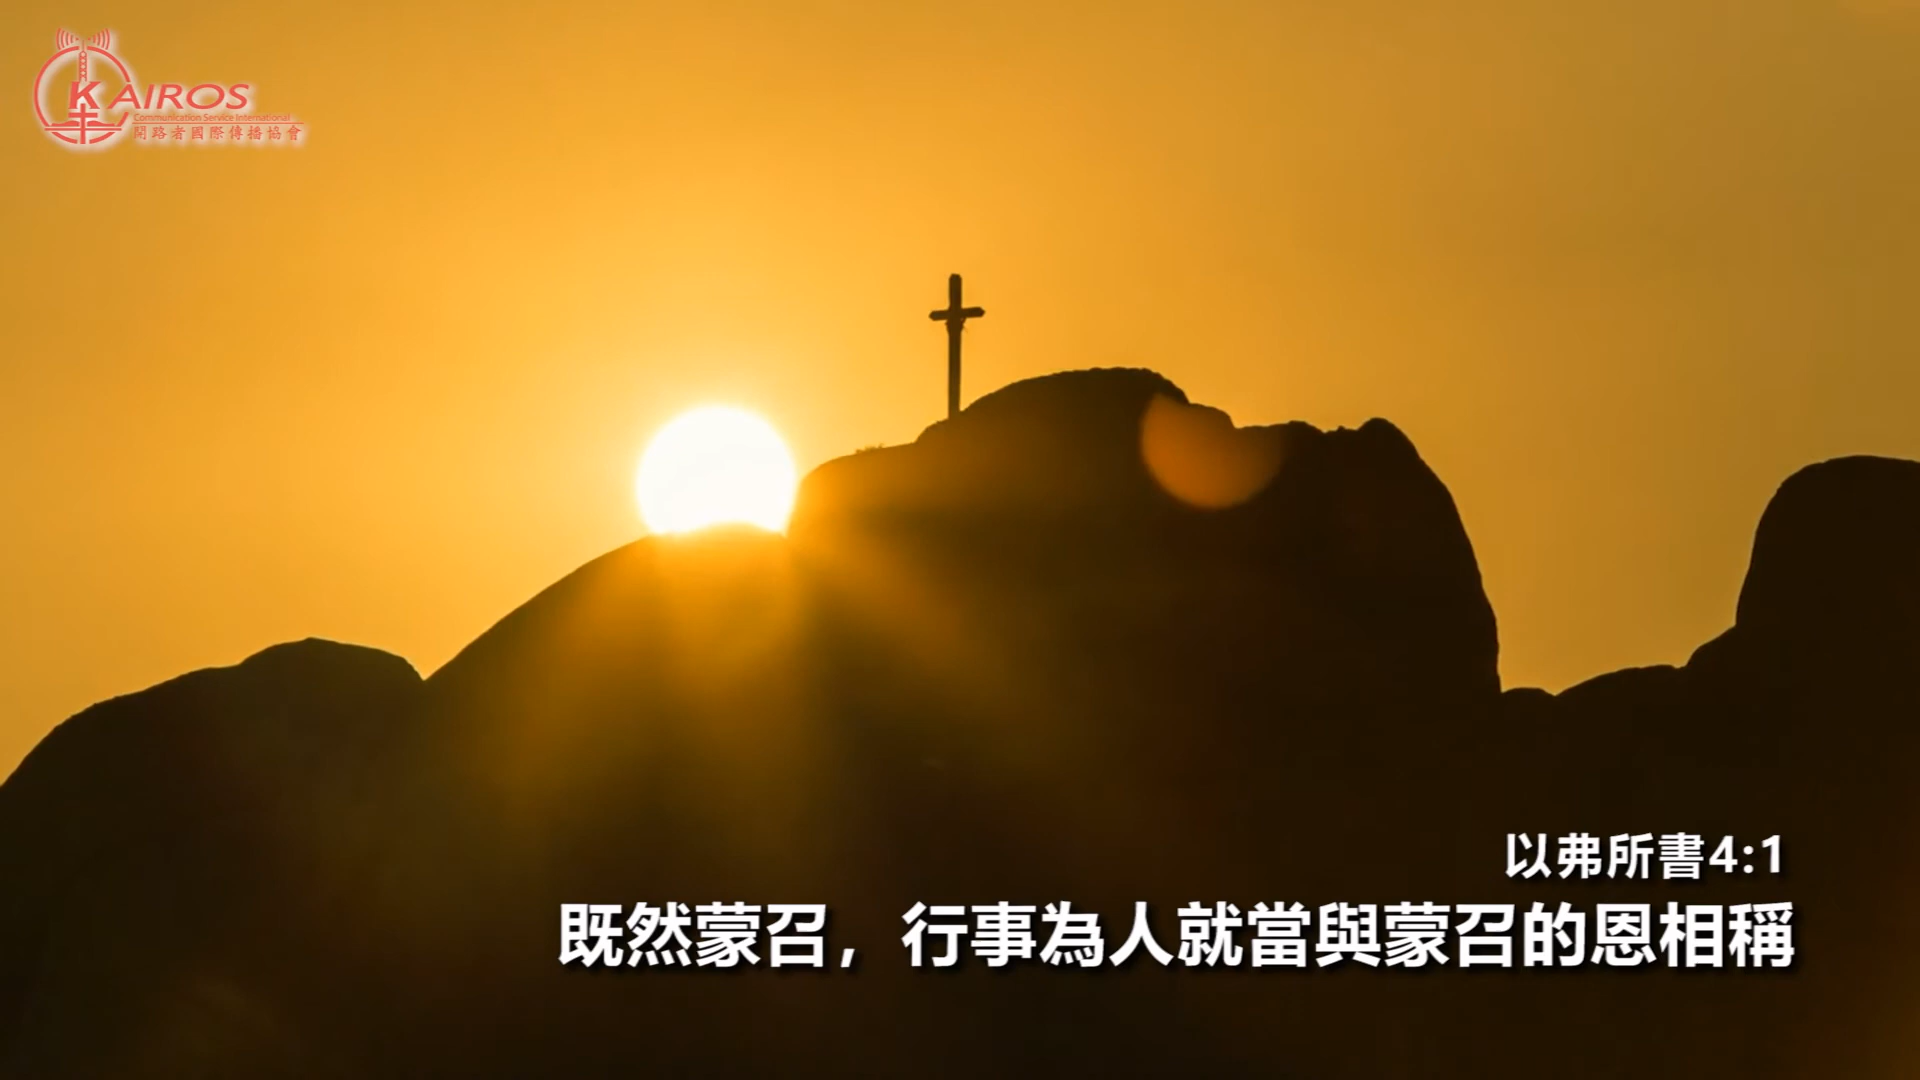 KAIROS
Communication Service International
開路者國際傳播協會
以弗所書4:1
既然蒙召，行事為人就當與蒙召的恩相稱